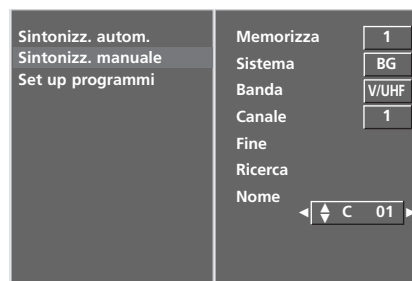 Sintonizz. autom.
Sintonizz. manuale
Set up programmi
Memorizza 1
Sistema BG
Banda V/UHF
Canale 1
Fine
Ricerca
Nome
C 01